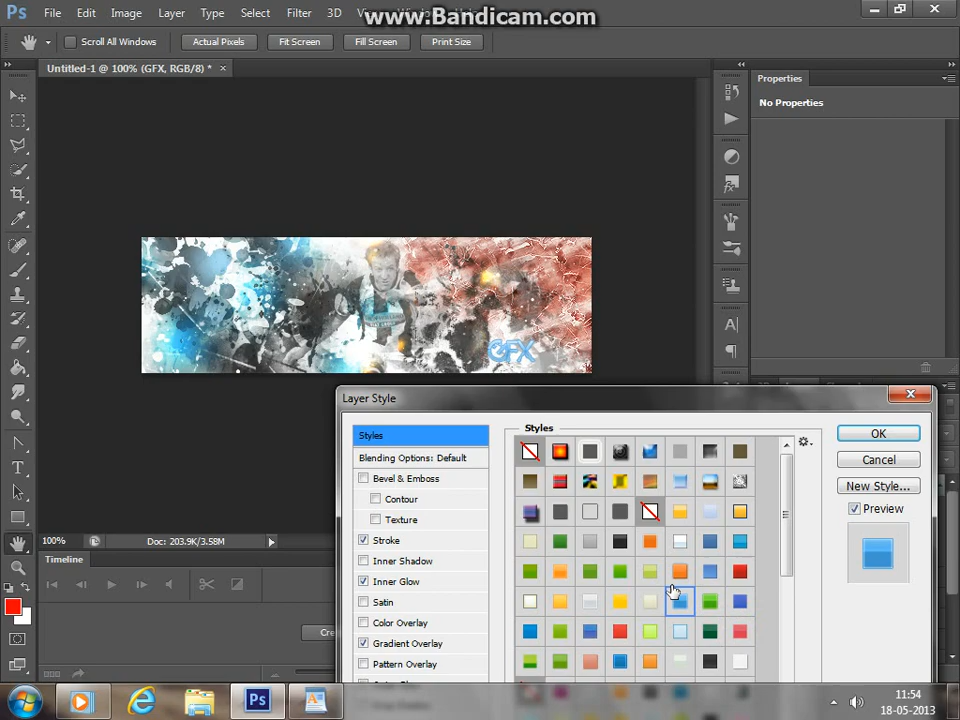 www.Bandicam.com
Ps File Edit Image Layer Type Select Filter 3D
Scroll All Windows Actual Pixels Fit Screen Fill Screen Print Size
Untitled-1 @ 100% (GFX, RGB/8) * ×
Properties
No Properties
GFX
Layer Style
Styles
Styles
Blending Options: Default
Bevel & Emboss
Contour
Texture
Stroke
Inner Shadow
Inner Glow
Satin
Color Overlay
Gradient Overlay
Pattern Overlay
OK
Cancel
New Style...
Preview
100% Doc: 203.9K/3.58M
Timeline
Ps
11:54
18-05-2013